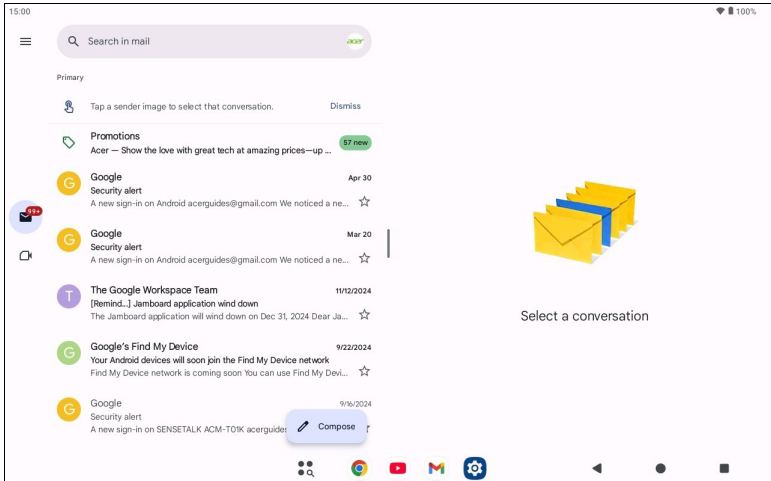 15:00
100%
Search in mail
acer
Primary
Tap a sender image to select that conversation.
Dismiss
Promotions
Acer — Show the love with great tech at amazing prices—up ...
57 new
G
Google
Apr 30
Security alert
A new sign-in on Android acerguides@gmail.com We noticed a ne...
99+
G
Google
Mar 20
Security alert
A new sign-in on Android acerguides@gmail.com We noticed a ne...
T
The Google Workspace Team
11/12/2024
[Remind...] Jamboard application wind down
The Jamboard application will wind down on Dec 31, 2024 Dear Ja...
Select a conversation
G
Google's Find My Device
9/22/2024
Your Android devices will soon join the Find My Device network
Find My Device network is coming soon You can use Find My Devi...
G
Google
9/16/2024
Security alert
A new sign-in on SENSETALK ACM-T01K acerguides
Compose